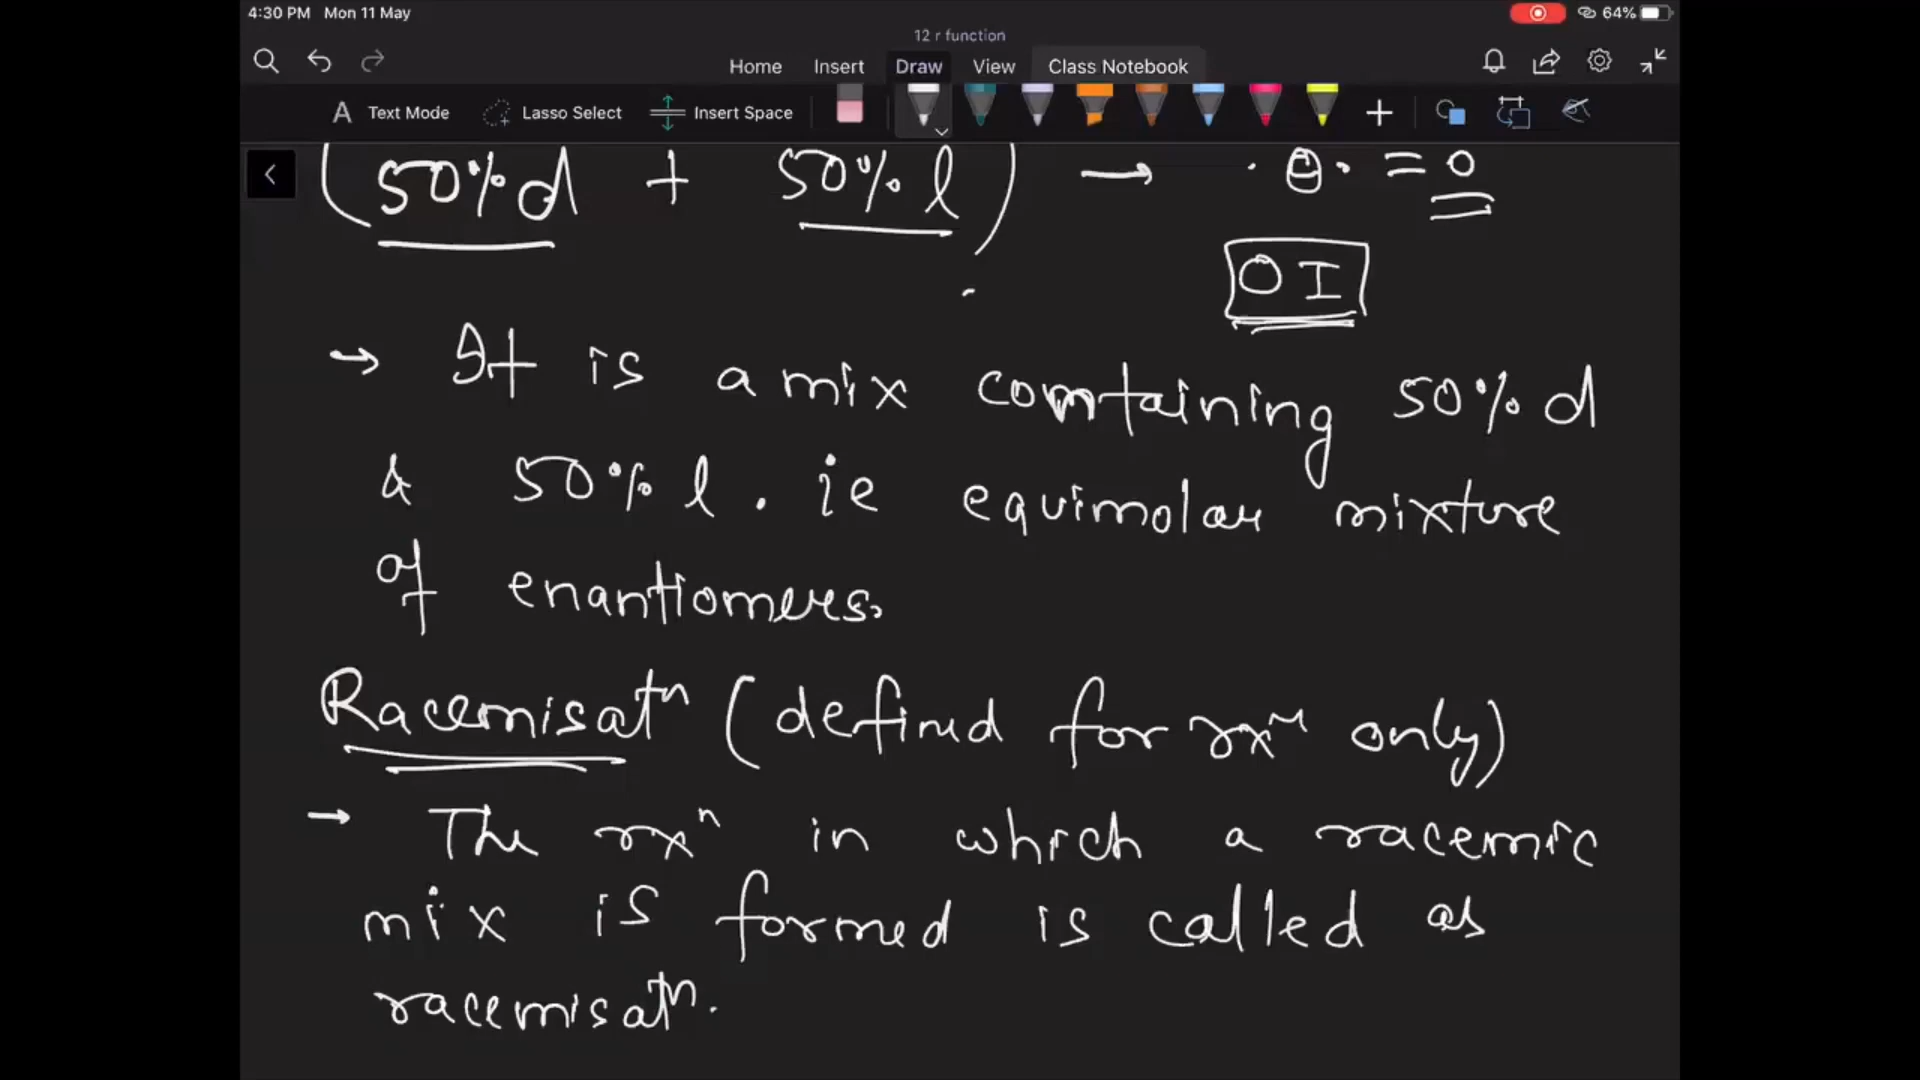 4:30 PM Mon 11 May 64%
12 r function
Home Insert Draw View Class Notebook
Text Mode Lasso Select Insert Space
(50%d + 50% l) → θ = 0
OI
→ It is a mix containing 50% d
& 50% l. ie equimolar mixture
of enantiomers.
Racemisatⁿ (defined for rxⁿ only)
→ The rxⁿ in which a racemic
mix is formed is called as
racemisatⁿ.